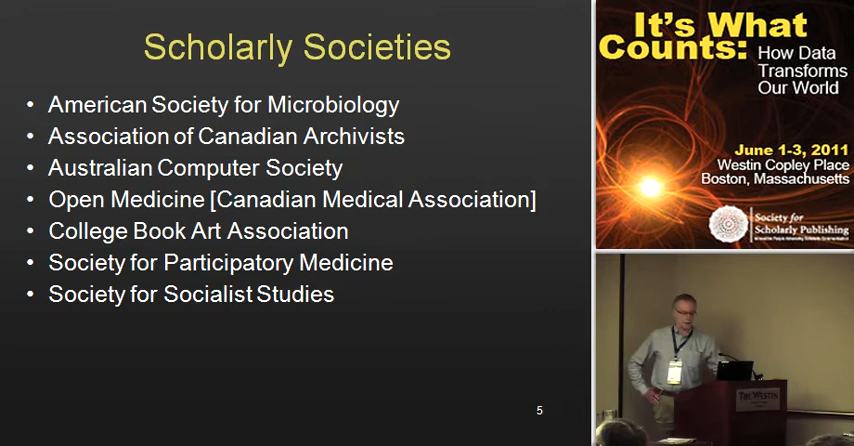 Scholarly Societies
• American Society for Microbiology
• Association of Canadian Archivists
• Australian Computer Society
• Open Medicine [Canadian Medical Association]
• College Book Art Association
• Society for Participatory Medicine
• Society for Socialist Studies
5
It's What
Counts: How Data
Transforms
Our World
June 1-3, 2011
Westin Copley Place
Boston, Massachusetts
Society for
Scholarly Publishing
THE WESTIN